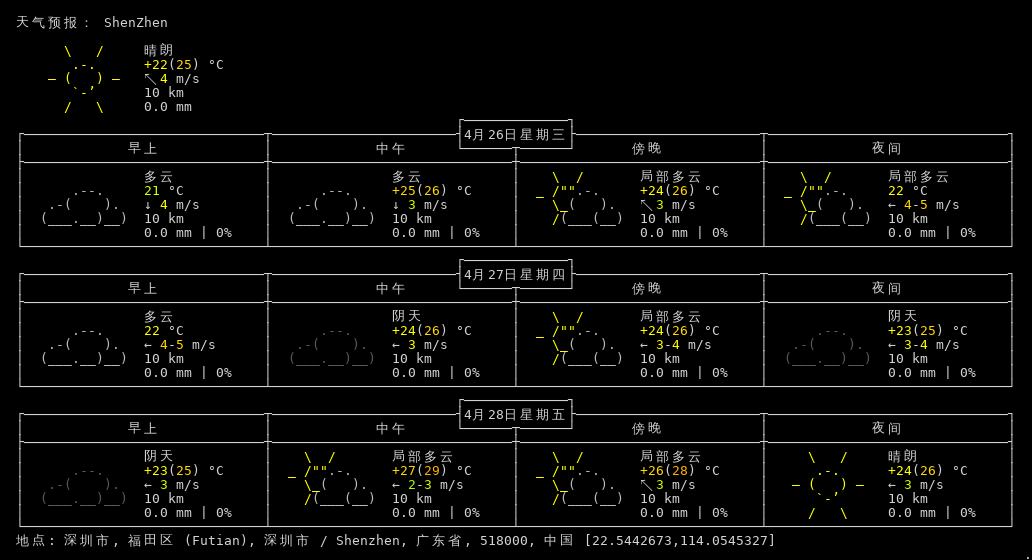 天气预报: ShenZhen
晴朗
+22(25) °C
↖ 4 m/s
10 km
0.0 mm
4月26日星期三
早上 中午 傍晚 夜间
多云 多云 局部多云 局部多云
21 °C +25(26) °C +24(26) °C 22 °C
↓ 4 m/s ↓ 3 m/s ↖ 3 m/s ← 4-5 m/s
10 km 10 km 10 km 10 km
0.0 mm | 0% 0.0 mm | 0% 0.0 mm | 0% 0.0 mm | 0%
4月27日星期四
早上 中午 傍晚 夜间
多云 阴天 局部多云 阴天
22 °C +24(26) °C +24(26) °C +23(25) °C
← 4-5 m/s ← 3 m/s ← 3-4 m/s ← 3-4 m/s
10 km 10 km 10 km 10 km
0.0 mm | 0% 0.0 mm | 0% 0.0 mm | 0% 0.0 mm | 0%
4月28日星期五
早上 中午 傍晚 夜间
阴天 局部多云 局部多云 晴朗
+23(25) °C +27(29) °C +26(28) °C +24(26) °C
← 3 m/s ← 2-3 m/s ↖ 3 m/s ← 3 m/s
10 km 10 km 10 km 10 km
0.0 mm | 0% 0.0 mm | 0% 0.0 mm | 0% 0.0 mm | 0%
地点: 深圳市, 福田区 (Futian), 深圳市 / Shenzhen, 广东省, 518000, 中国 [22.5442673,114.0545327]